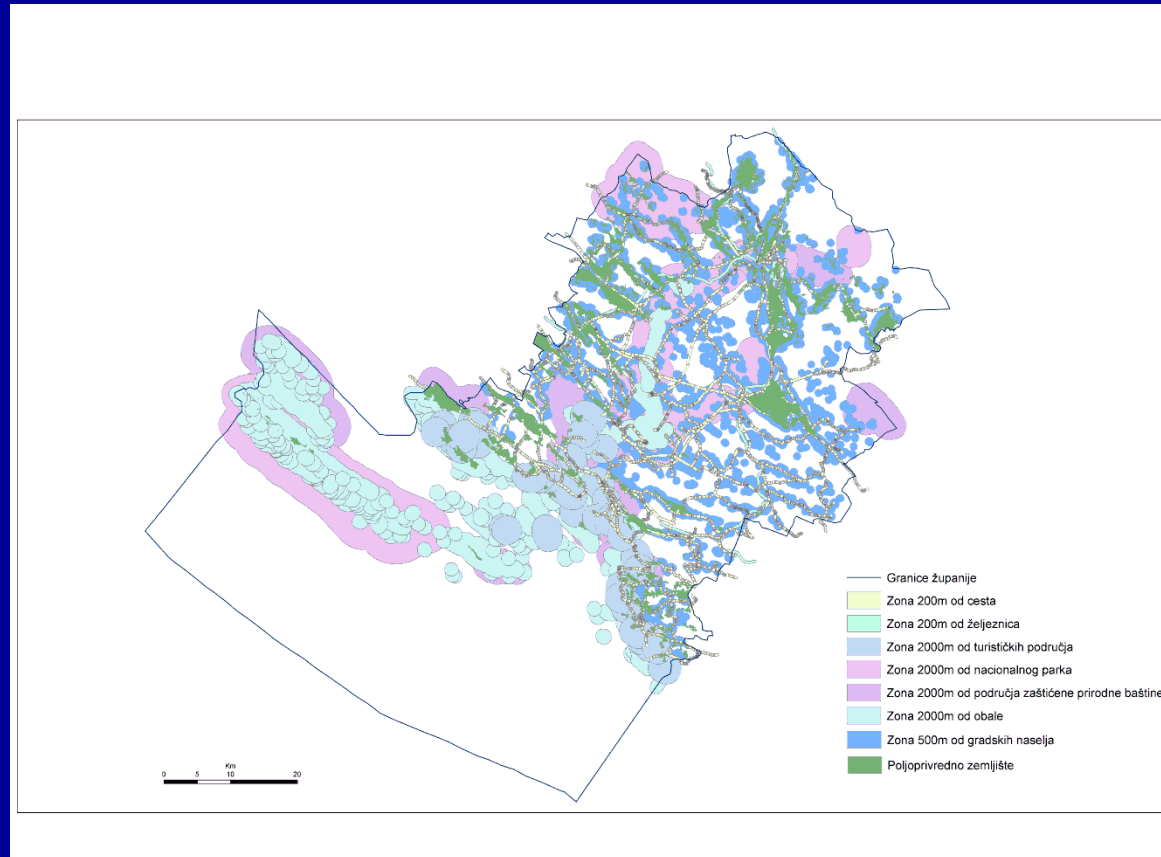 Granice županije
Zona 200m od cesta
Zona 200m od željeznica
Zona 2000m od turističkih područja
Zona 2000m od nacionalnog parka
Zona 2000m od područja zaštićene prirodne baštine
Zona 2000m od obale
Zona 500m od gradskih naselja
Poljoprivredno zemljište
Km
0 5 10 20